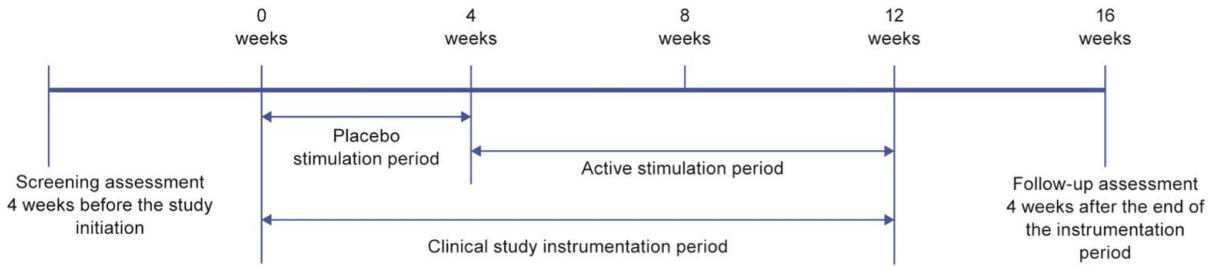 0
weeks
4
weeks
8
weeks
12
weeks
16
weeks
Placebo
stimulation period
Active stimulation period
Screening assessment
4 weeks before the study
initiation
Clinical study instrumentation period
Follow-up assessment
4 weeks after the end of
the instrumentation
period